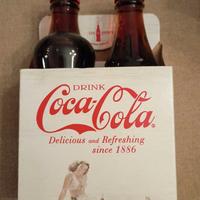 DRINK
Coca-Cola
Delicious and Refreshing
since 1886